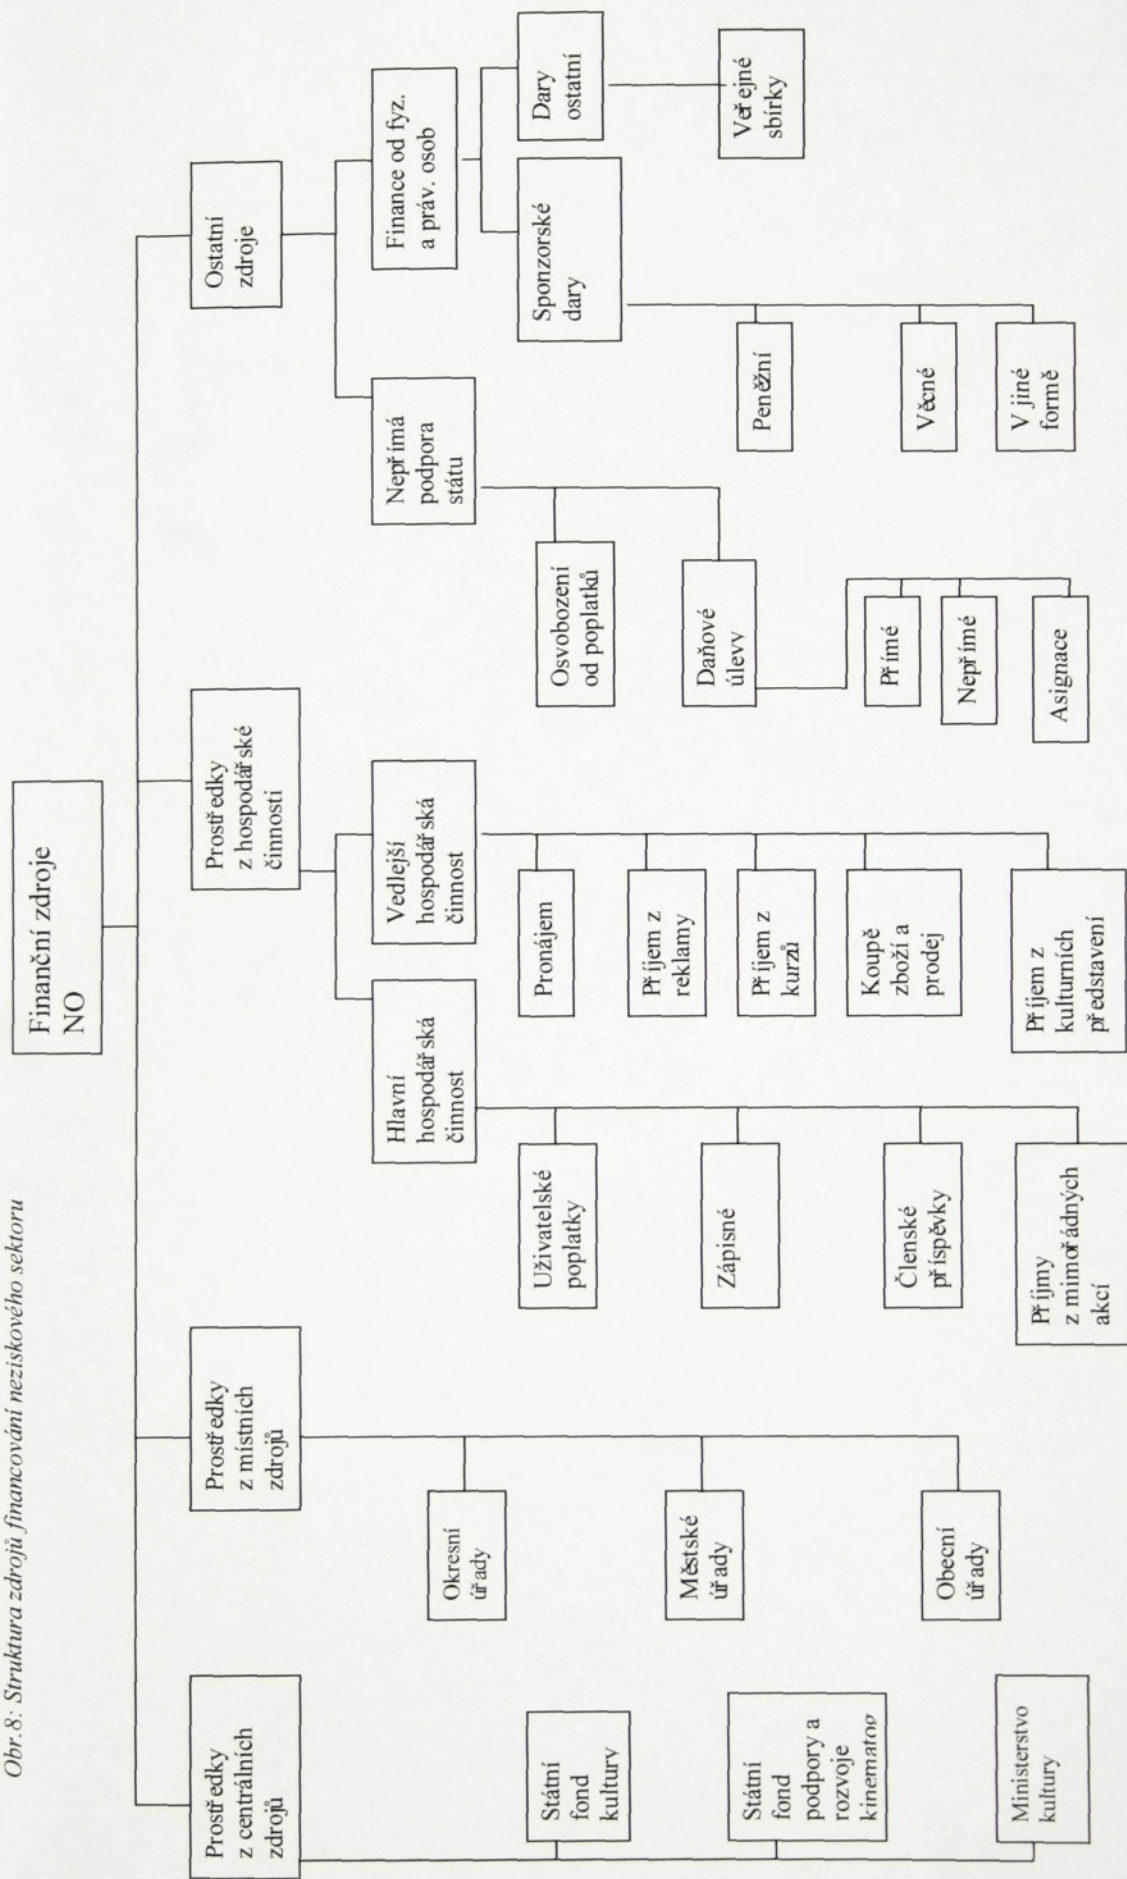 Obr.8: Struktura zdrojů financování neziskového sektoru
Finanční zdroje
NO
Prostředky
z centrálních
zdrojů
Státní
fond
kultury
Státní
fond
podpory a
rozvoje
kinematog
Ministerstvo
kultury
Prostředky
z místních
zdrojů
Okresní
úřady
Městské
úřady
Obecní
úřady
Prostředky
z hospodářské
činnosti
Hlavní
hospodářská
činnost
Uživatelské
poplatky
Zápisné
Členské
příspěvky
Příjmy
z mimořádných
akcí
Vedlejší
hospodářská
činnost
Pronájem
Příjem z
reklamy
Příjem z
kurzů
Koupě
zboží a
prodej
Příjem z
kulturních
představení
Ostatní
zdroje
Nepřímá
podpora
státu
Osvobození
od poplatků
Daňové
úlevy
Přímé
Nepřímé
Asignace
Finance od fyz.
a práv. osob
Sponzorské
dary
Peněžní
Věcné
V jiné
formě
Dary
ostatní
Veřejné
sbírky